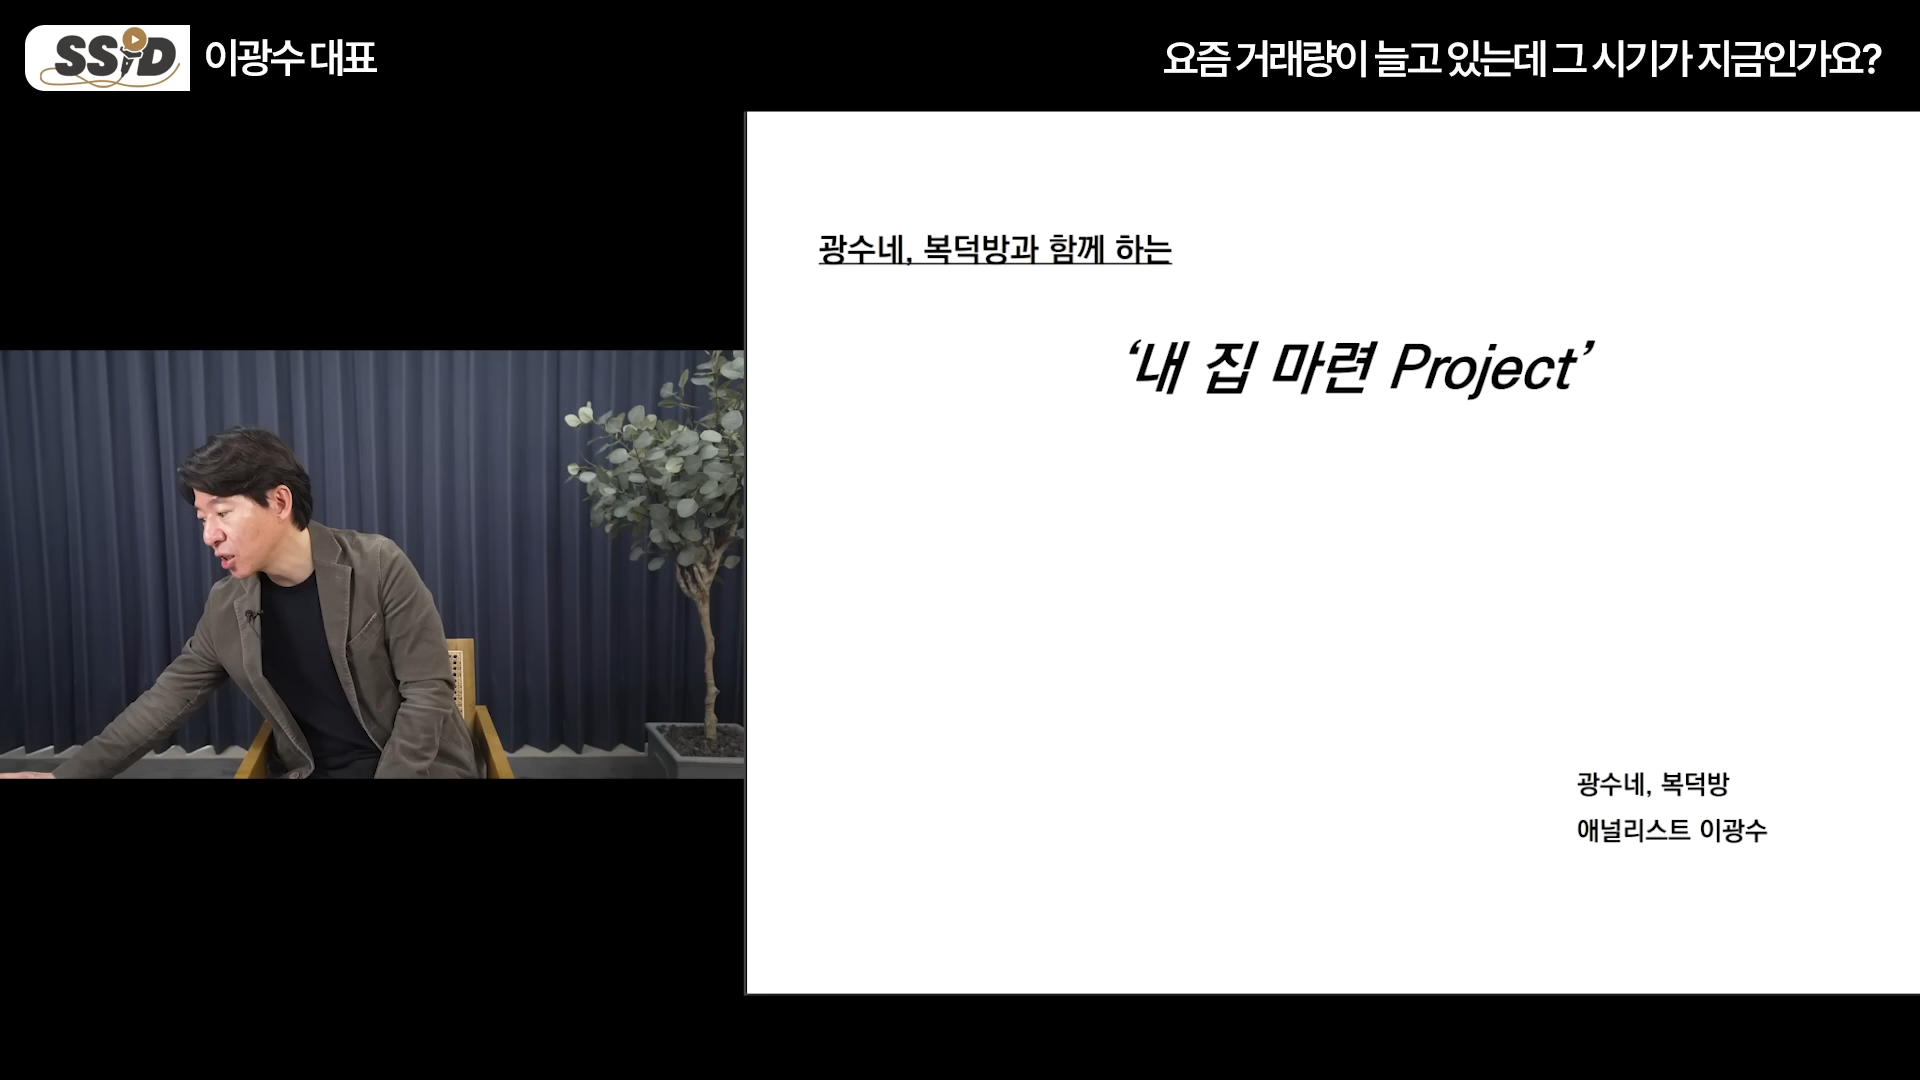 SSD
이광수 대표
요즘 거래량이 늘고 있는데 그 시기가 지금인가요?
광수네, 복덕방과 함께 하는
‘내 집 마련 Project’
광수네, 복덕방
애널리스트 이광수